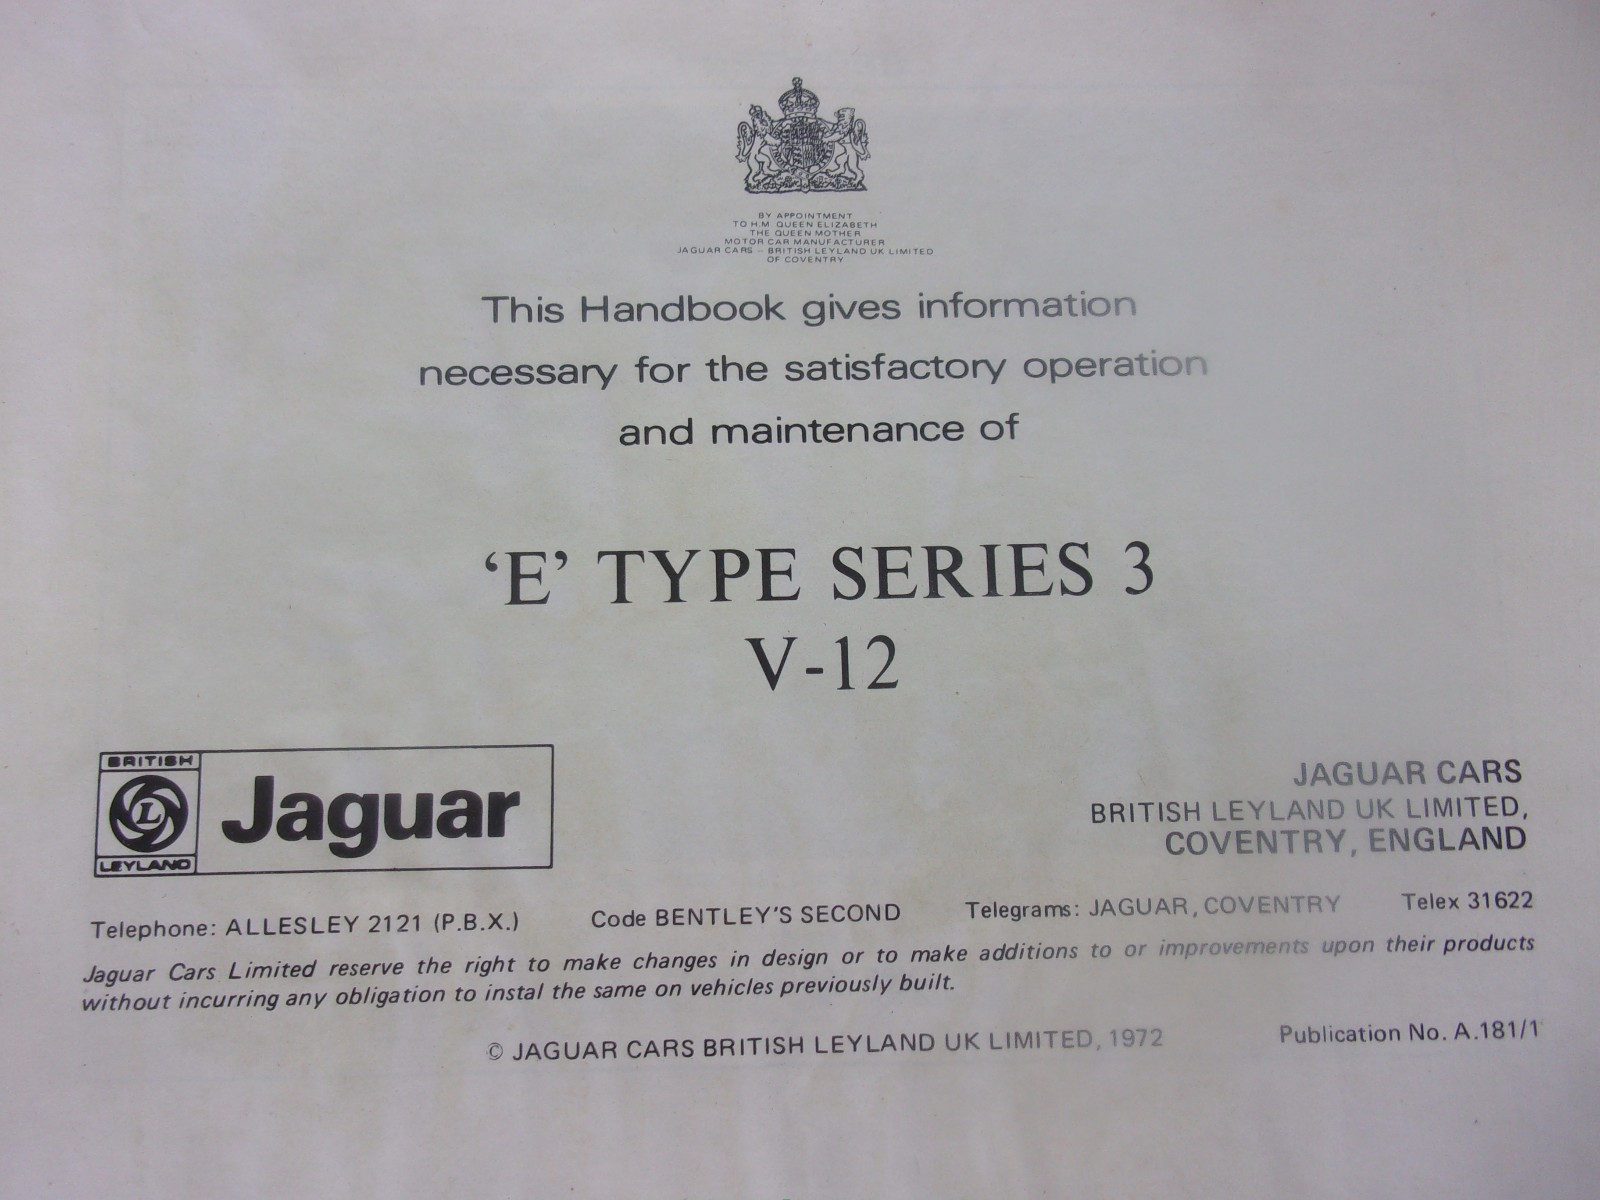 BY APPOINTMENT
TO H.M. QUEEN ELIZABETH
THE QUEEN MOTHER
MOTOR CAR MANUFACTURER
JAGUAR CARS – BRITISH LEYLAND UK LIMITED
OF COVENTRY
This Handbook gives information
necessary for the satisfactory operation
and maintenance of
‘E’ TYPE SERIES 3
V-12
BRITISH
L
LEYLAND
Jaguar
JAGUAR CARS
BRITISH LEYLAND UK LIMITED,
COVENTRY, ENGLAND
Telephone: ALLESLEY 2121 (P.B.X.) Code BENTLEY'S SECOND Telegrams: JAGUAR, COVENTRY Telex 31622
Jaguar Cars Limited reserve the right to make changes in design or to make additions to or improvements upon their products
without incurring any obligation to instal the same on vehicles previously built.
© JAGUAR CARS BRITISH LEYLAND UK LIMITED, 1972 Publication No. A.181/1